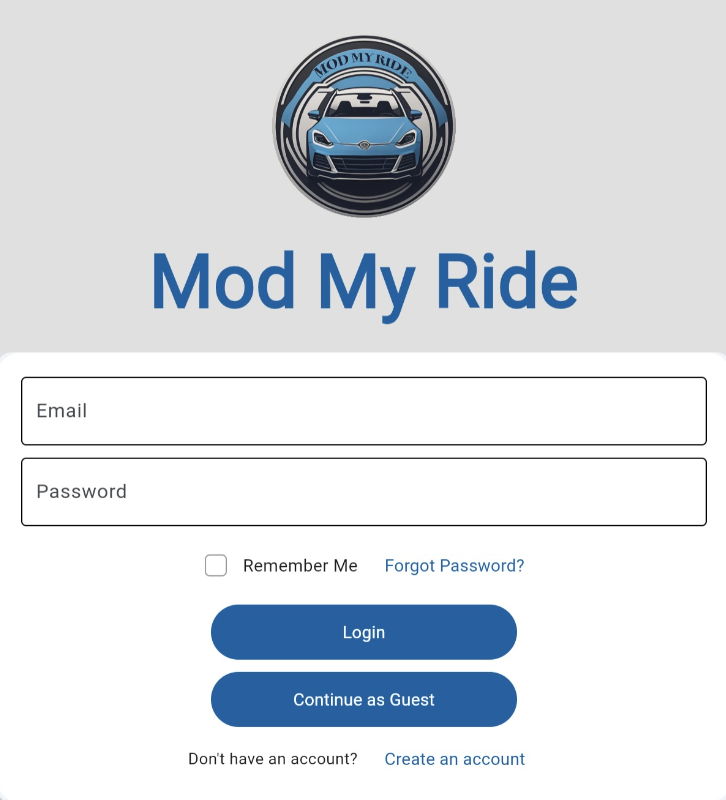 MOD MY RIDE
Mod My Ride
Email
Password
Remember Me Forgot Password?
Login
Continue as Guest
Don't have an account? Create an account